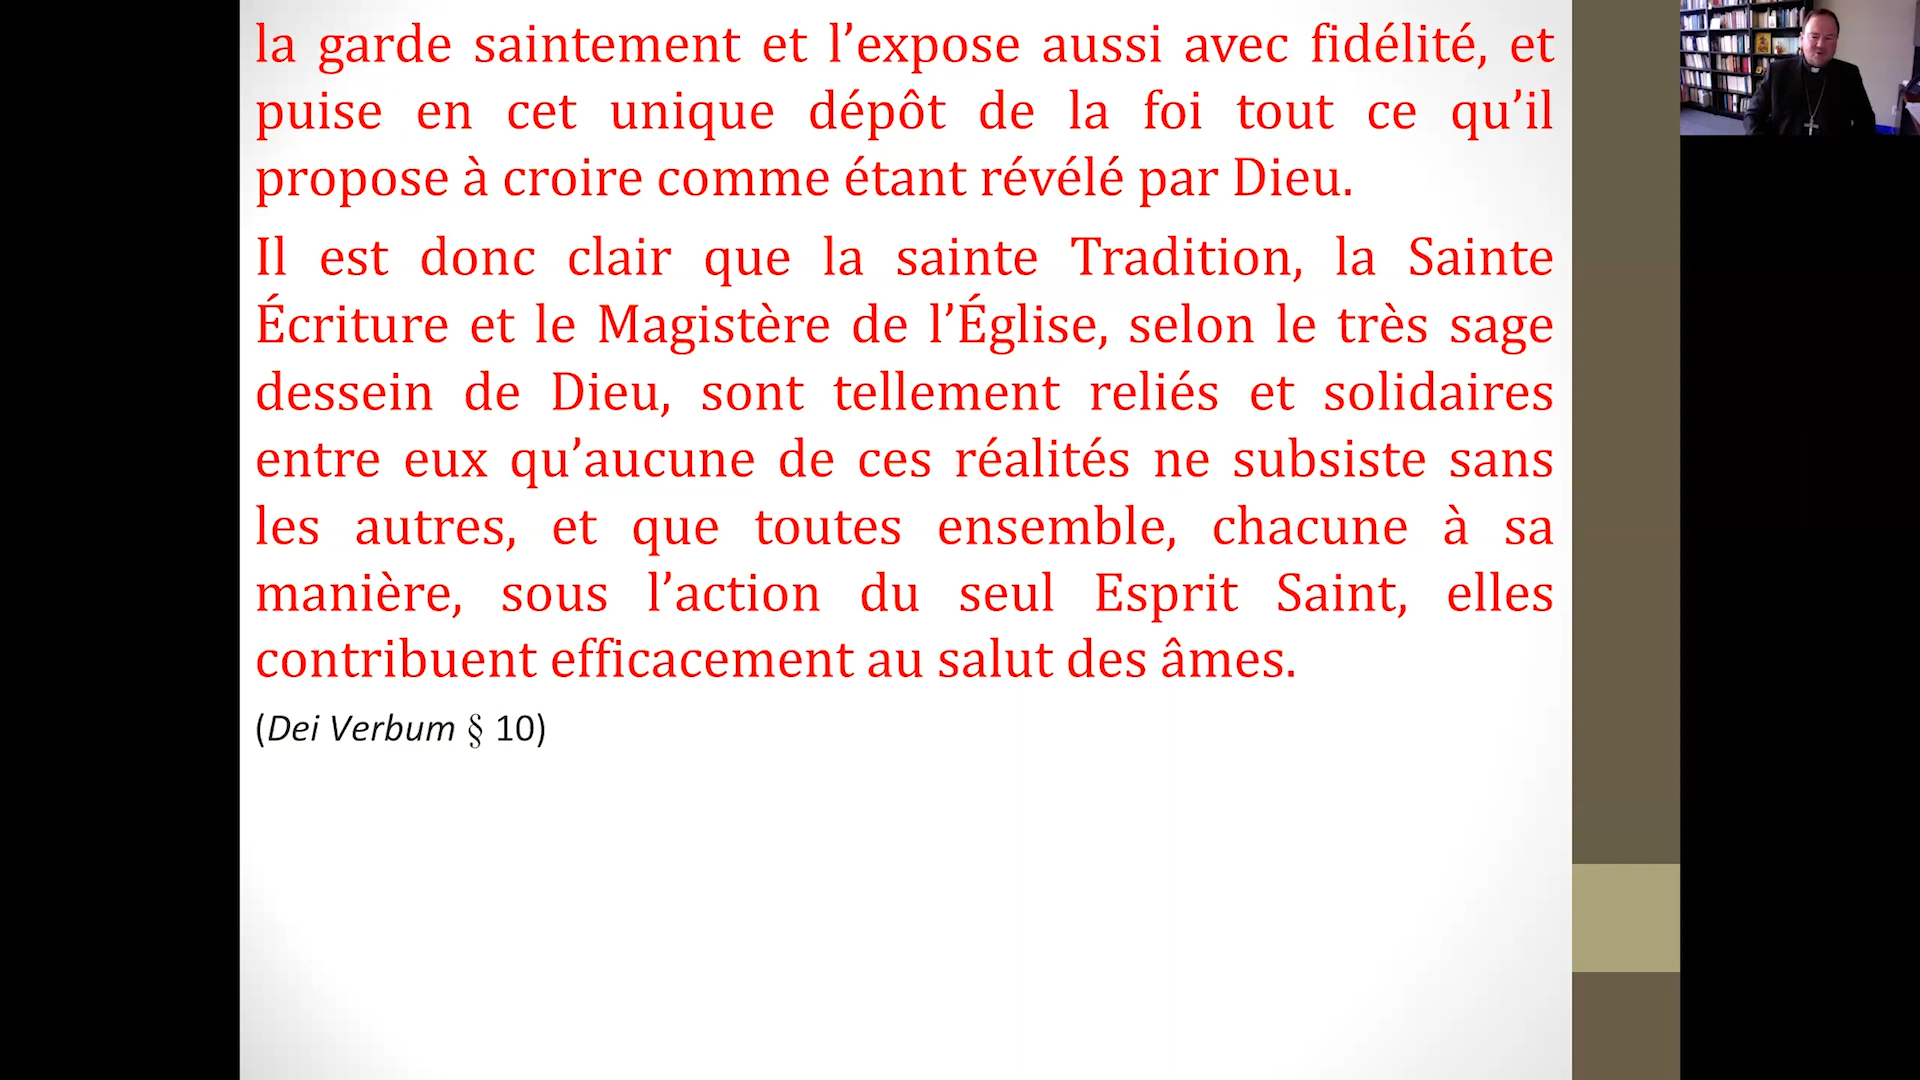 la garde saintement et l’expose aussi avec fidélité, et
puise en cet unique dépôt de la foi tout ce qu’il
propose à croire comme étant révélé par Dieu.
Il est donc clair que la sainte Tradition, la Sainte
Écriture et le Magistère de l’Église, selon le très sage
dessein de Dieu, sont tellement reliés et solidaires
entre eux qu’aucune de ces réalités ne subsiste sans
les autres, et que toutes ensemble, chacune à sa
manière, sous l’action du seul Esprit Saint, elles
contribuent efficacement au salut des âmes.
(Dei Verbum § 10)